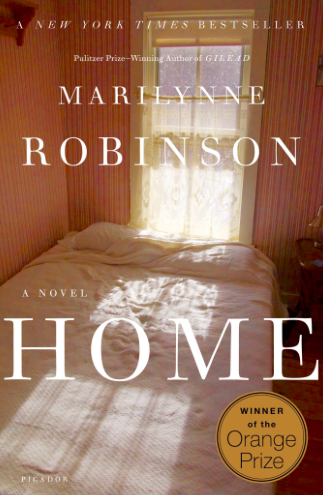 A NEW YORK TIMES BESTSELLER
Pulitzer Prize–Winning Author of GILEAD
MARILYNNE
ROBINSON
A NOVEL
HOME
WINNER
of the
Orange
Prize
PICADOR